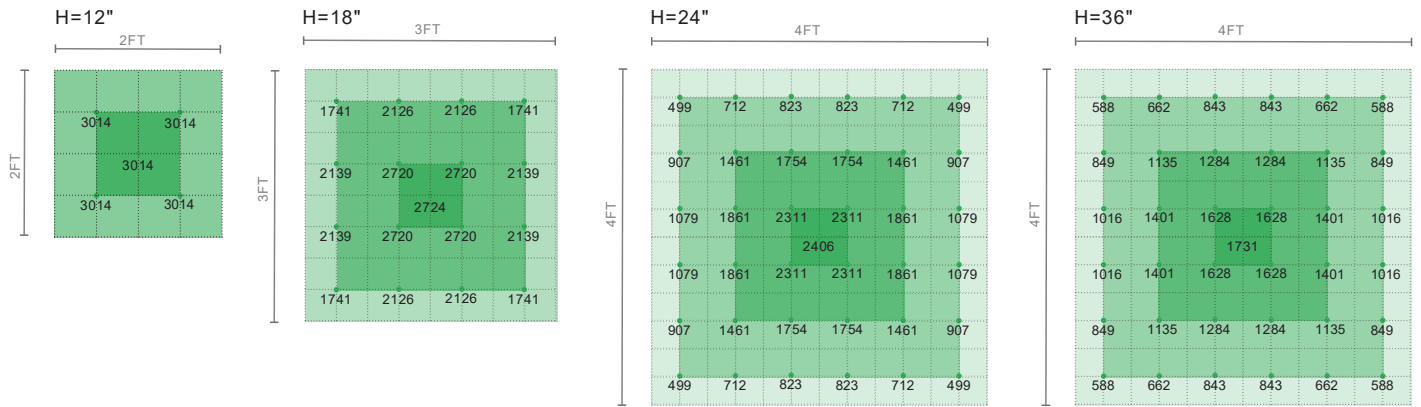 H=12"
2FT
2FT
3014 3014
3014
3014 3014
H=18"
3FT
3FT
1741 2126 2126 1741
2139 2720 2720 2139
2724
2139 2720 2720 2139
1741 2126 2126 1741
H=24"
4FT
4FT
499 712 823 823 712 499
907 1461 1754 1754 1461 907
1079 1861 2311 2311 1861 1079
2406
1079 1861 2311 2311 1861 1079
907 1461 1754 1754 1461 907
499 712 823 823 712 499
H=36"
4FT
4FT
588 662 843 843 662 588
849 1135 1284 1284 1135 849
1016 1401 1628 1628 1401 1016
1731
1016 1401 1628 1628 1401 1016
849 1135 1284 1284 1135 849
588 662 843 843 662 588